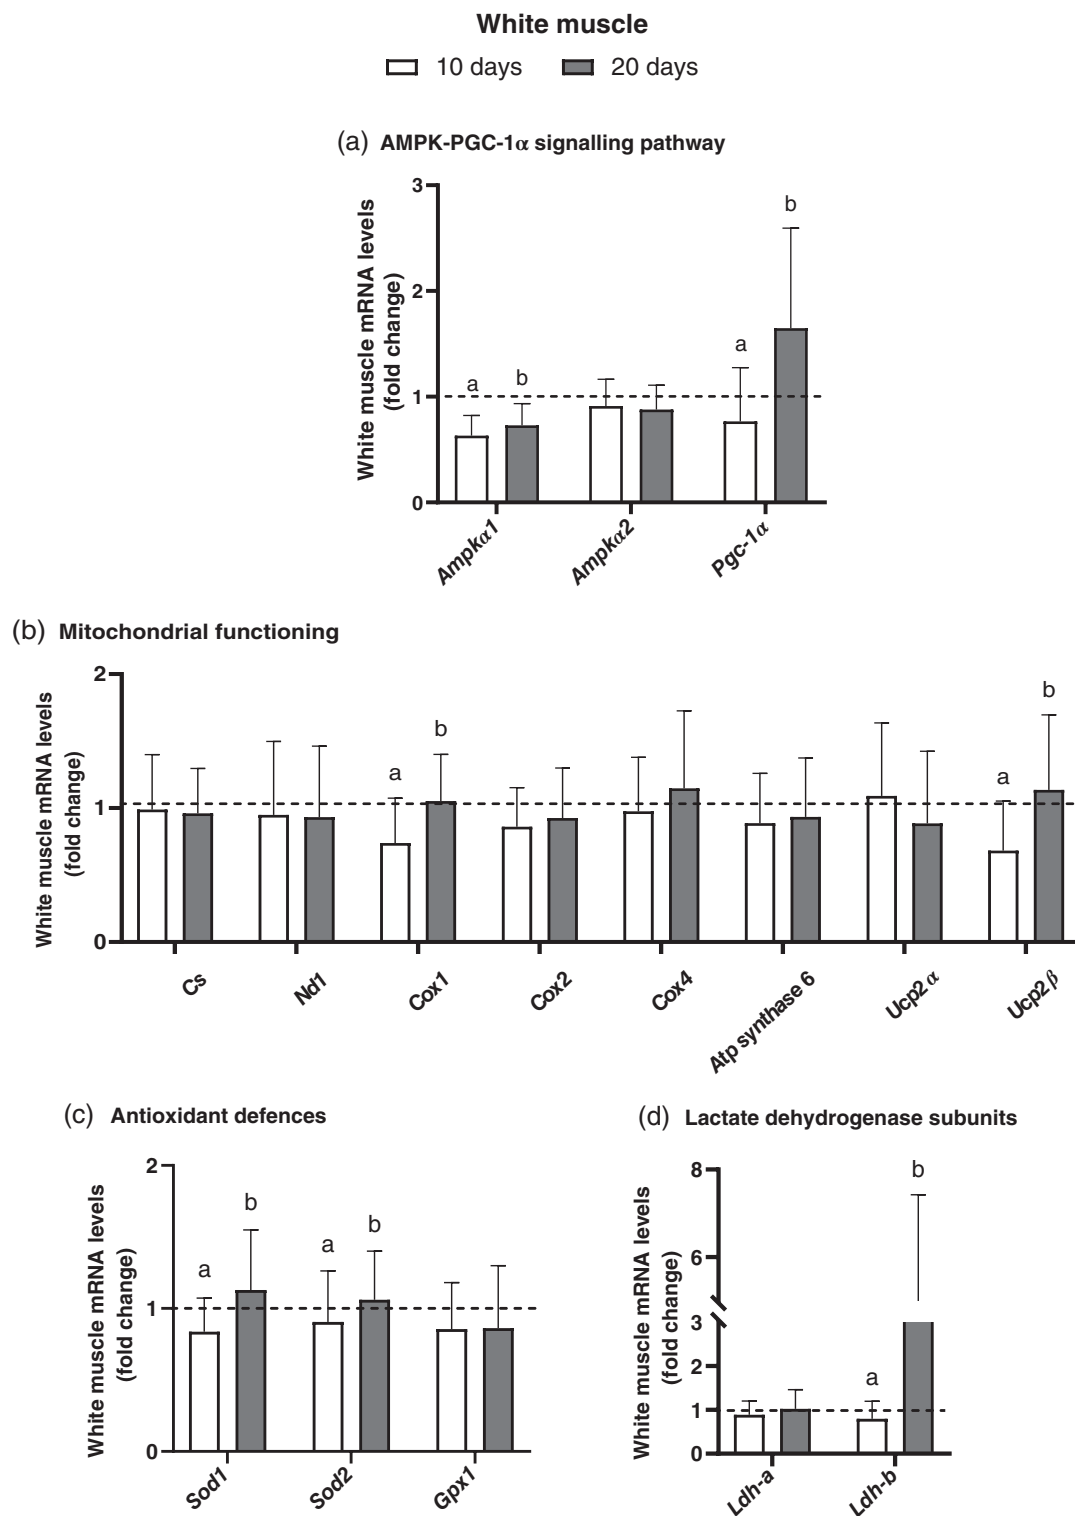 White muscle
10 days 20 days
(a) AMPK-PGC-1α signalling pathway
White muscle mRNA levels
(fold change)
3
2
1
0
a
b
a
b
Ampkα1
Ampkα2
Pgc-1α
(b) Mitochondrial functioning
White muscle mRNA levels
(fold change)
2
1
0
a
b
a
b
Cs
Nd1
Cox1
Cox2
Cox4
Atp synthase 6
Ucp2α
Ucp2β
(c) Antioxidant defences
White muscle mRNA levels
(fold change)
2
1
0
a
b
a
b
Sod1
Sod2
Gpx1
(d) Lactate dehydrogenase subunits
White muscle mRNA levels
(fold change)
8
6
3
2
1
0
a
b
Ldh-a
Ldh-b